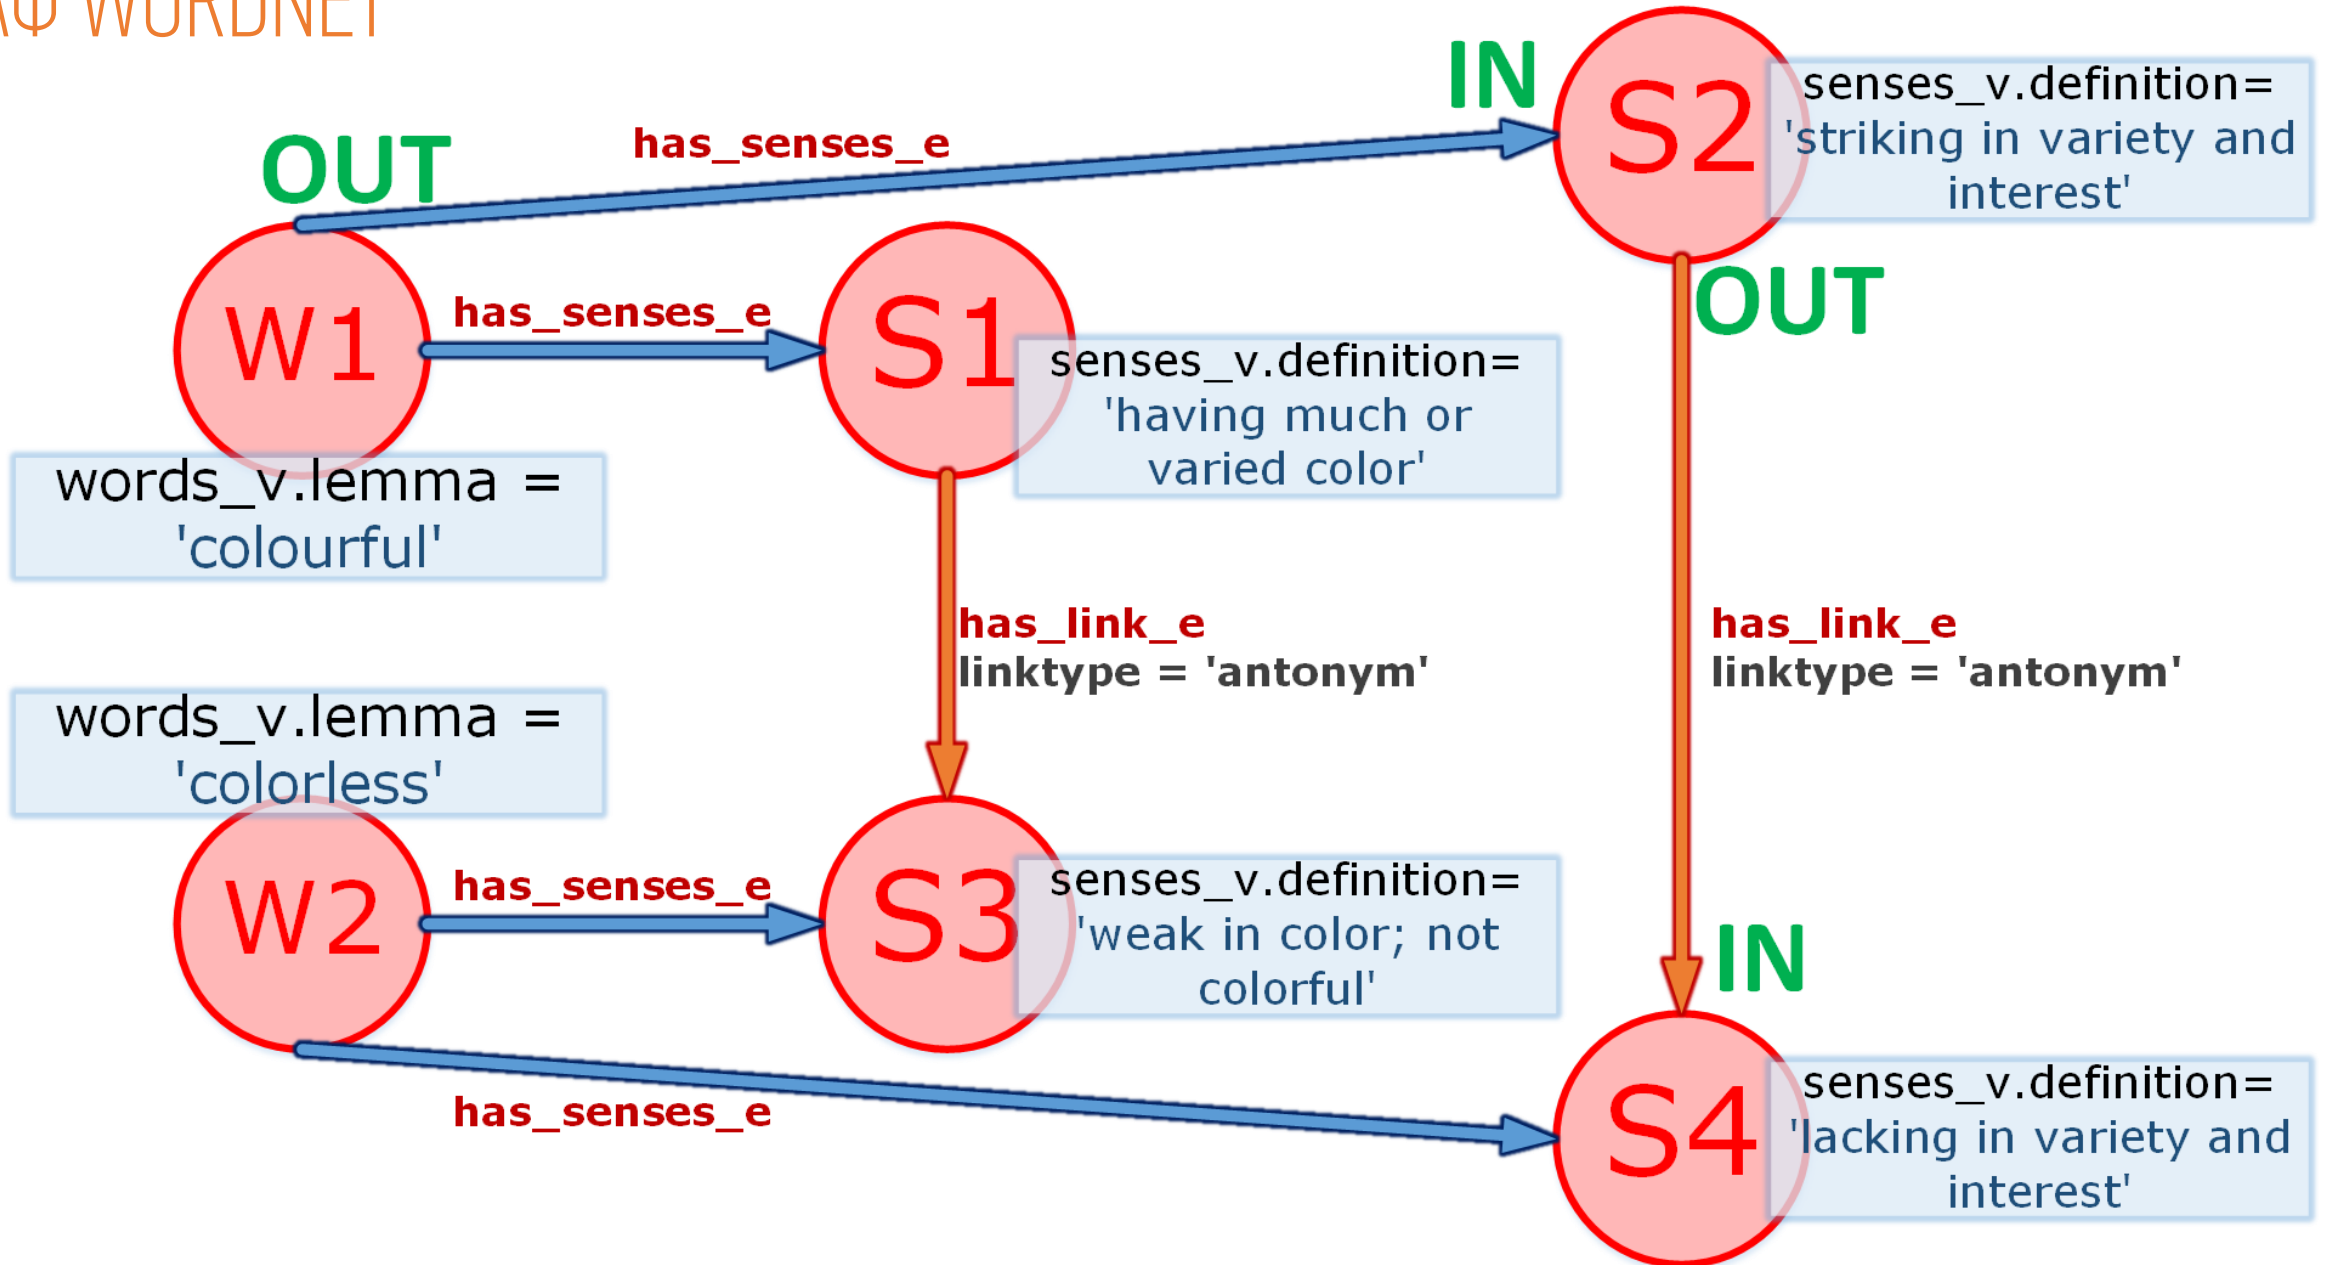 WORDNET
IN
senses_v.definition=
'striking in variety and
interest'
S2
OUT
has_senses_e
OUT
W1
has_senses_e
S1
senses_v.definition=
'having much or
varied color'
words_v.lemma =
'colourful'
has_link_e
linktype = 'antonym'
has_link_e
linktype = 'antonym'
words_v.lemma =
'colorless'
W2
has_senses_e
S3
senses_v.definition=
'weak in color; not
colorful'
IN
has_senses_e
S4
senses_v.definition=
'lacking in variety and
interest'